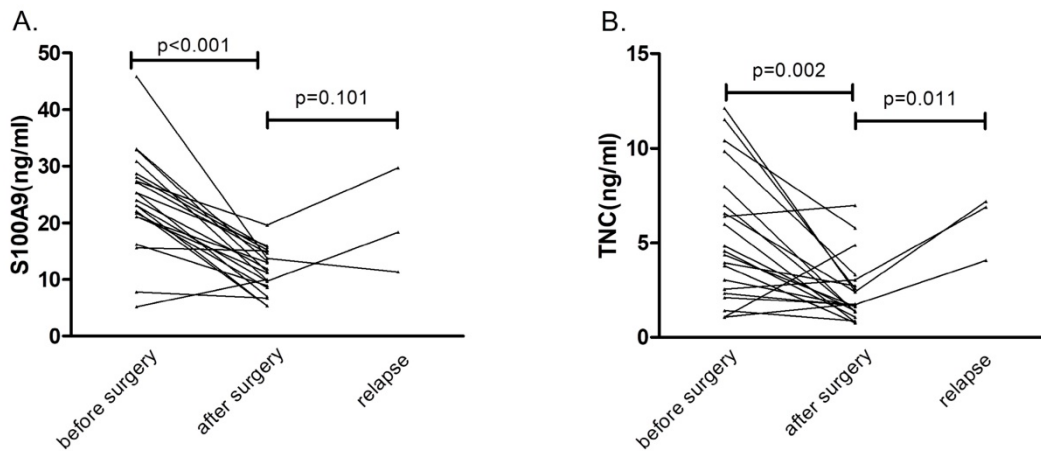 A.
S100A9(ng/ml)
50
40
30
20
10
0
p<0.001
p=0.101
before surgery
after surgery
relapse
B.
TNC(ng/ml)
15
10
5
0
p=0.002
p=0.011
before surgery
after surgery
relapse